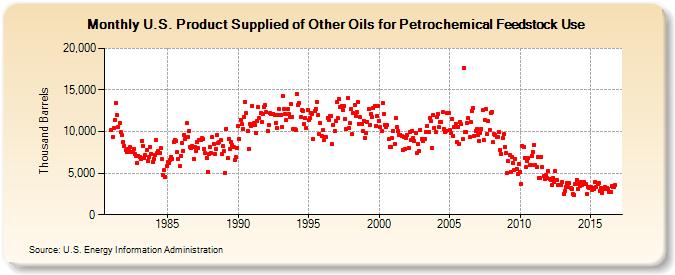 Monthly U.S. Product Supplied of Other Oils for Petrochemical Feedstock Use
Thousand Barrels
20,000
15,000
10,000
5,000
0
1985 1990 1995 2000 2005 2010 2015
Source: U.S. Energy Information Administration